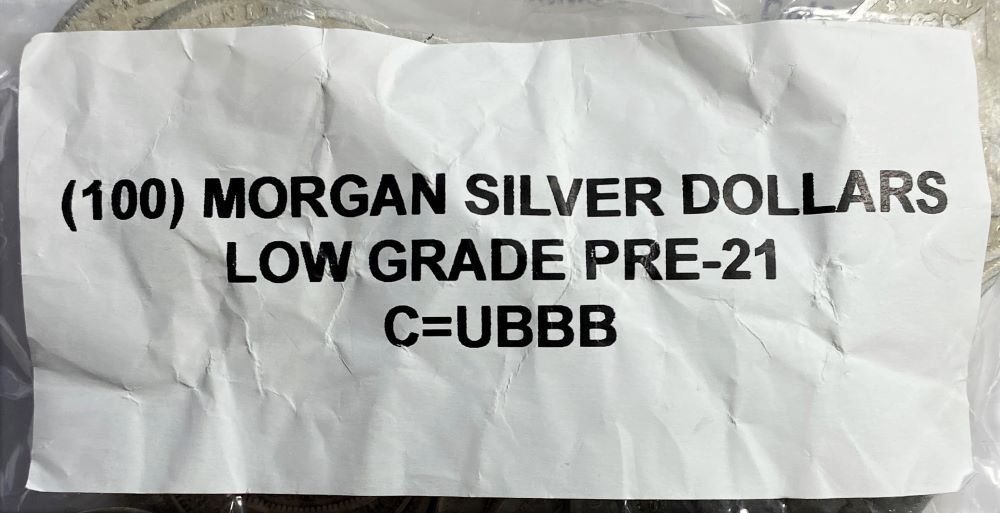 (100) MORGAN SILVER DOLLARS
LOW GRADE PRE-21
C=UBBB